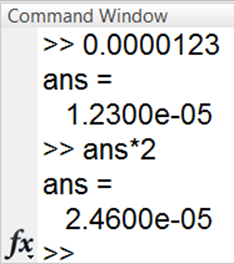 Command Window
>> 0.0000123
ans =
1.2300e-05
>> ans*2
ans =
2.4600e-05
fx >>